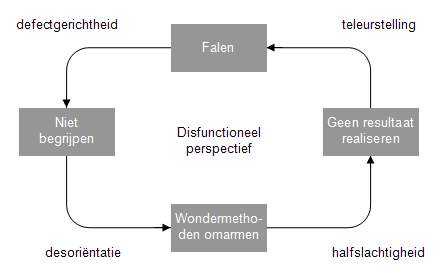 defectgerichtheid
teleurstelling
Falen
Niet
begrijpen
Disfunctioneel
perspectief
Geen resultaat
realiseren
Wondermetho-
den omarmen
desoriëntatie
halfslachtigheid